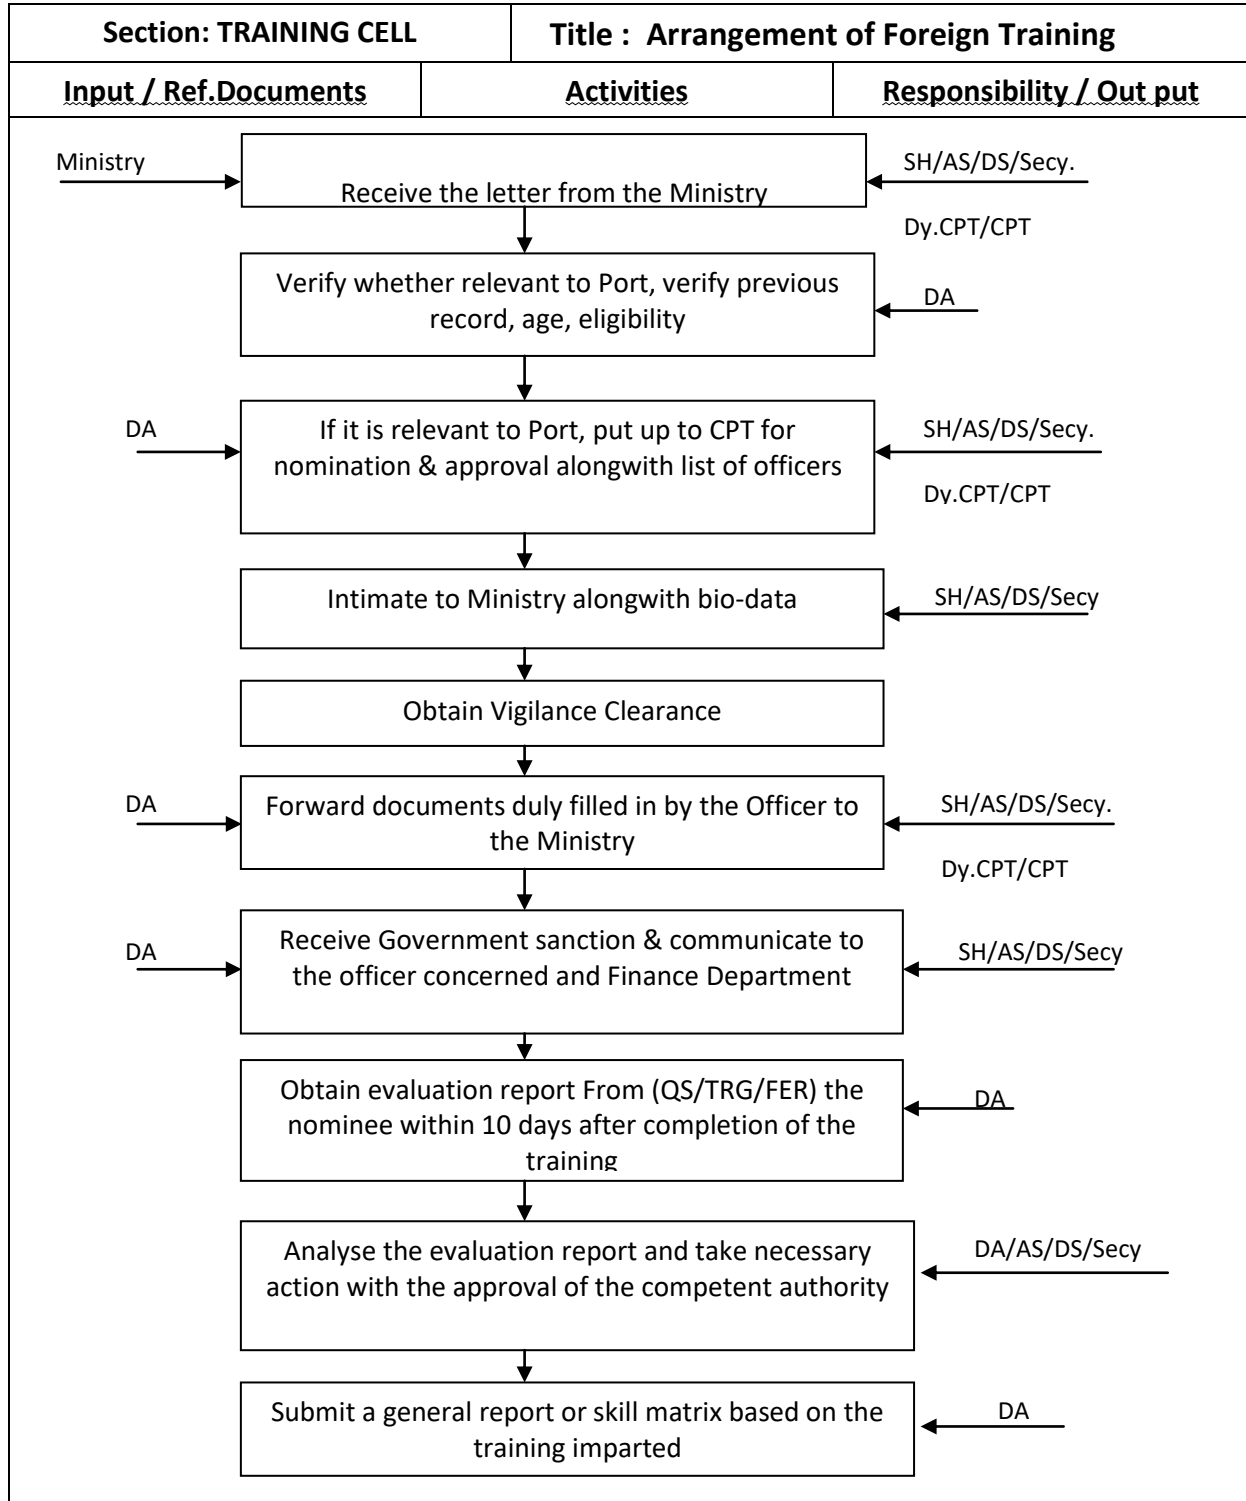 Section: TRAINING CELL
Title : Arrangement of Foreign Training
Input / Ref.Documents
Activities
Responsibility / Out put
Ministry
Receive the letter from the Ministry
SH/AS/DS/Secy.
Dy.CPT/CPT
Verify whether relevant to Port, verify previous
record, age, eligibility
DA
DA
If it is relevant to Port, put up to CPT for
nomination & approval alongwith list of officers
SH/AS/DS/Secy.
Dy.CPT/CPT
Intimate to Ministry alongwith bio-data
SH/AS/DS/Secy
Obtain Vigilance Clearance
DA
Forward documents duly filled in by the Officer to
the Ministry
SH/AS/DS/Secy.
Dy.CPT/CPT
DA
Receive Government sanction & communicate to
the officer concerned and Finance Department
SH/AS/DS/Secy
Obtain evaluation report From (QS/TRG/FER) the
nominee within 10 days after completion of the
training
DA
Analyse the evaluation report and take necessary
action with the approval of the competent authority
DA/AS/DS/Secy
Submit a general report or skill matrix based on the
training imparted
DA